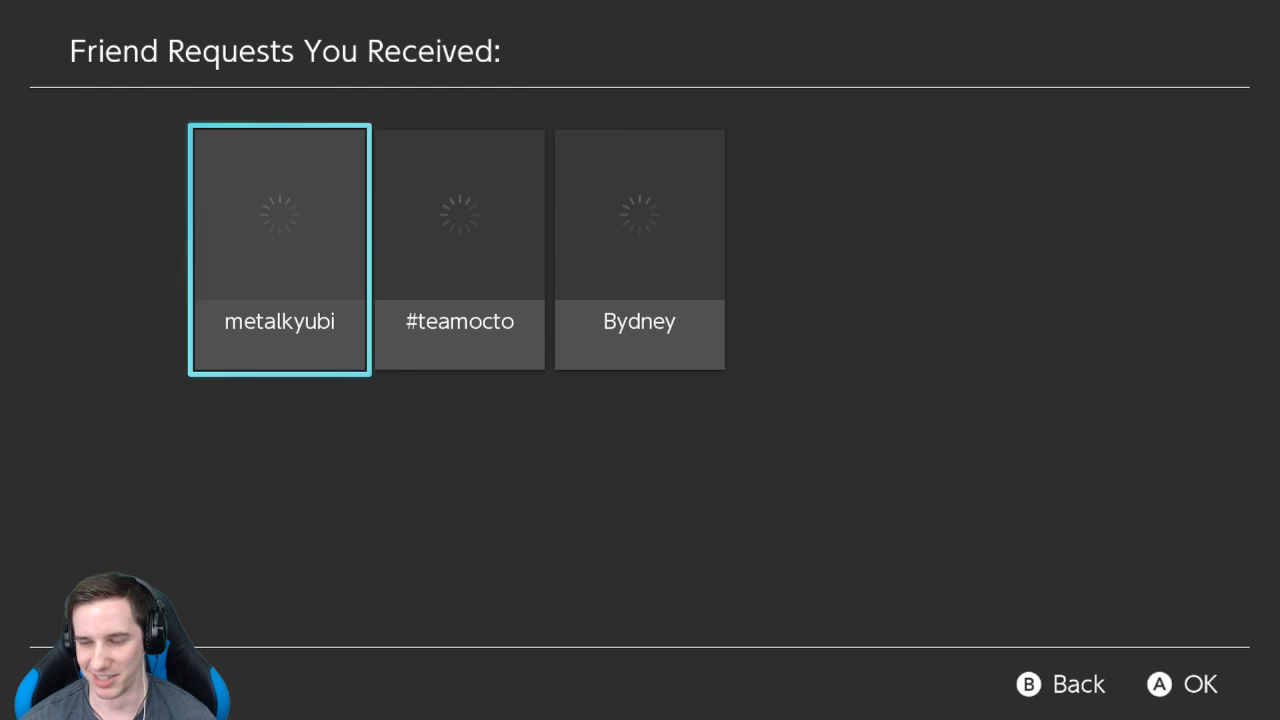 Friend Requests You Received:
metalkyubi
#teamocto
Bydney
B Back A OK